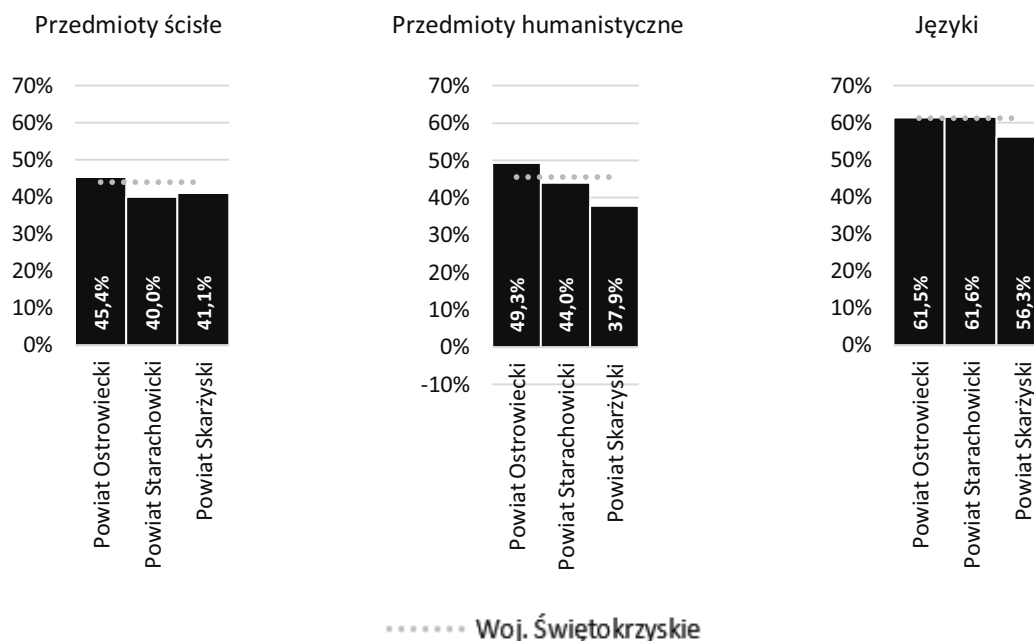 Przedmioty ścisłe
70%
60%
50%
40%
30%
20%
10%
0%
45,4%
40,0%
41,1%
Powiat Ostrowiecki
Powiat Starachowicki
Powiat Skarżyski
Przedmioty humanistyczne
70%
60%
50%
40%
30%
20%
10%
0%
-10%
49,3%
44,0%
37,9%
Powiat Ostrowiecki
Powiat Starachowicki
Powiat Skarżyski
Języki
70%
60%
50%
40%
30%
20%
10%
0%
61,5%
61,6%
56,3%
Powiat Ostrowiecki
Powiat Starachowicki
Powiat Skarżyski
Woj. Świętokrzyskie